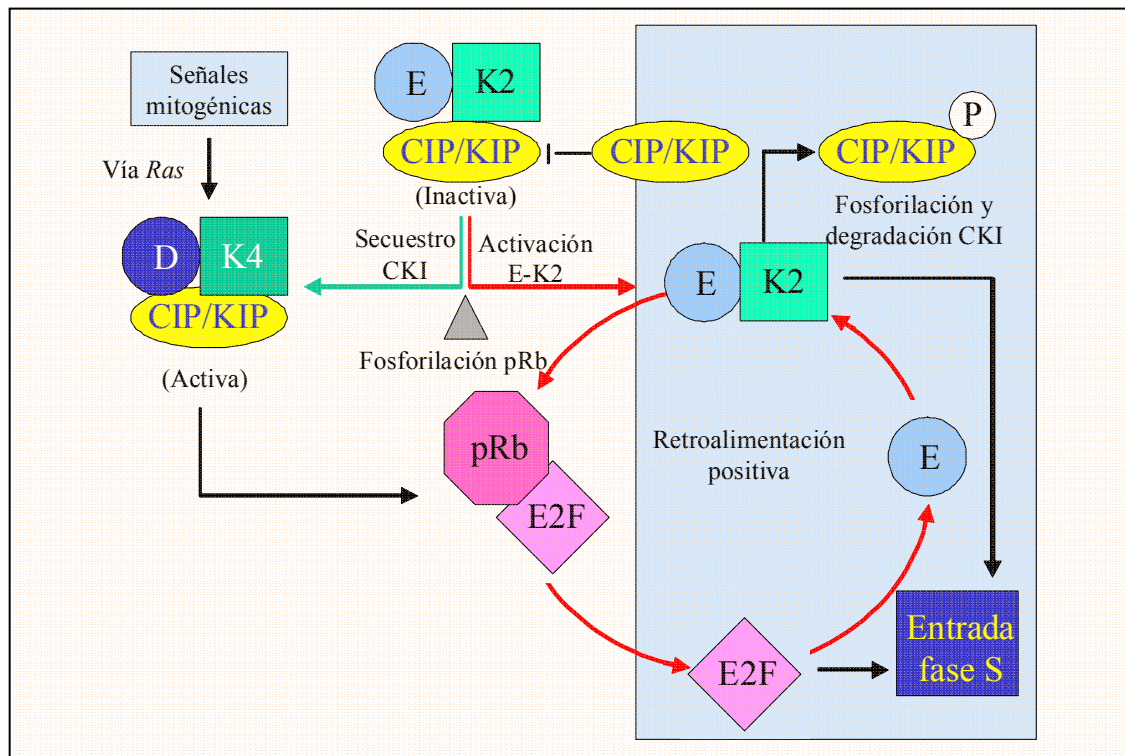 Señales
mitogénicas
Vía Ras
D
K4
CIP/KIP
(Activa)
E
K2
CIP/KIP
(Inactiva)
CIP/KIP
P
CIP/KIP
Fosforilación y
degradación CKI
Secuestro
CKI
Activación
E-K2
Fosforilación pRb
E
K2
pRb
E2F
Retroalimentación
positiva
E
E2F
Entrada
fase S